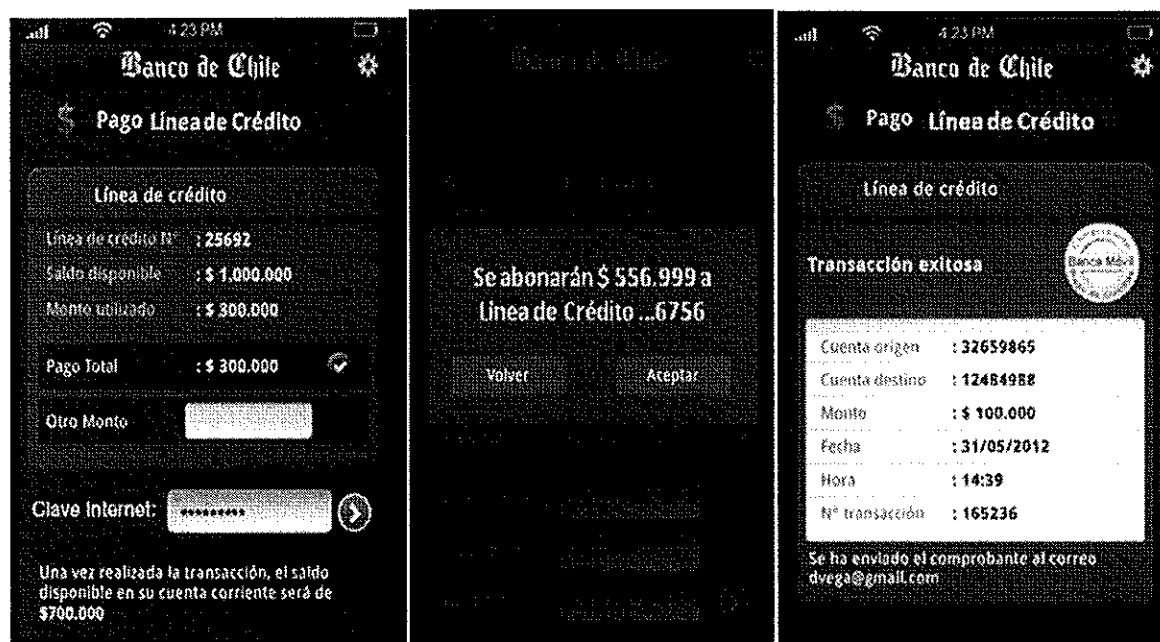 4:23 PM
Banco de Chile
$ Pago Línea de Crédito
Línea de crédito
Línea de crédito N° : 25692
Saldo disponible : $ 1.000.000
Monto utilizado : $ 300.000
Pago Total : $ 300.000
Otro Monto
Clave Internet: *********
Una vez realizada la transacción, el saldo
disponible en su cuenta corriente será de
$700.000
Banco de Chile
Se abonarán $ 556.999 a
Línea de Crédito ...6756
Volver Aceptar
4:23 PM
Banco de Chile
$ Pago Línea de Crédito
Línea de crédito
Transacción exitosa
Banca Móvil
Cuenta origen : 32659865
Cuenta destino : 12484988
Monto : $ 100.000
Fecha : 31/05/2012
Hora : 14:39
N° transacción : 165236
Se ha enviado el comprobante al correo
dvega@gmail.com